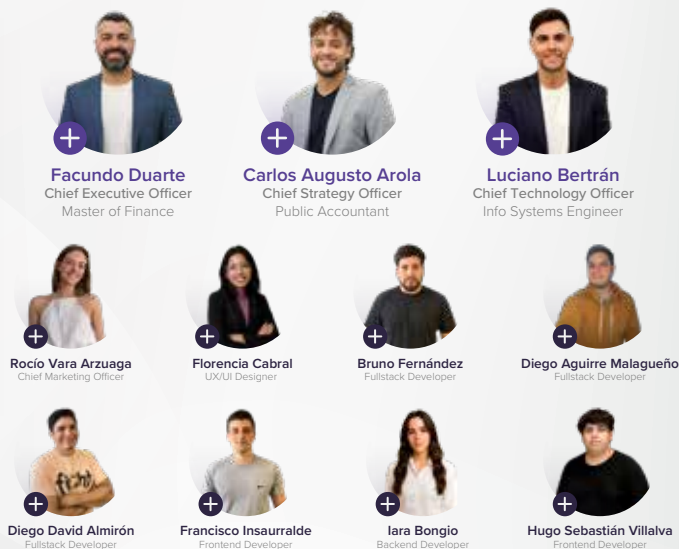 Facundo Duarte
Chief Executive Officer
Master of Finance
Carlos Augusto Arola
Chief Strategy Officer
Public Accountant
Luciano Bertrán
Chief Technology Officer
Info Systems Engineer
Rocío Vara Arzuaga
Chief Marketing Officer
Florencia Cabral
UX/UI Designer
Bruno Fernández
Fullstack Developer
Diego Aguirre Malagueño
Fullstack Developer
Diego David Almirón
Fullstack Developer
Francisco Insaurralde
Frontend Developer
Iara Bongio
Backend Developer
Hugo Sebastián Villalva
Frontend Developer